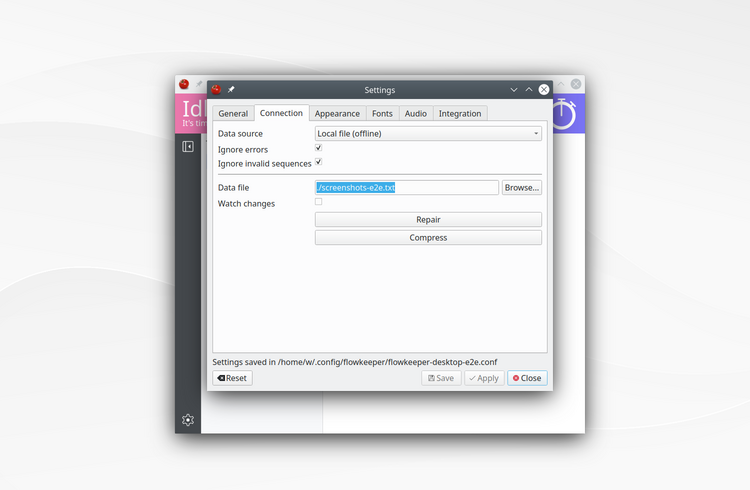 Settings
Idl
It's tim
General Connection Appearance Fonts Audio Integration
Data source Local file (offline)
Ignore errors
Ignore invalid sequences
Data file ./screenshots-e2e.txt Browse...
Watch changes
Repair
Compress
Settings saved in /home/w/.config/flowkeeper/flowkeeper-desktop-e2e.conf
Reset Save Apply Close